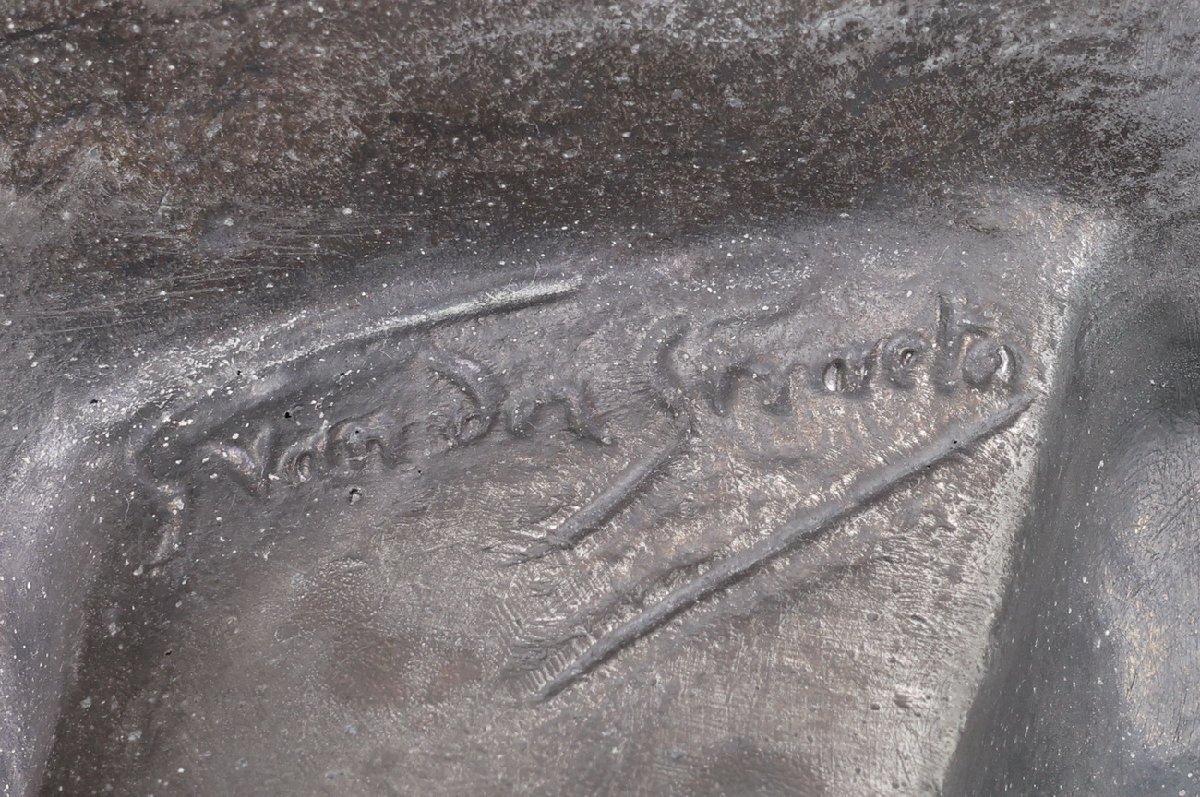 Van der Straeten